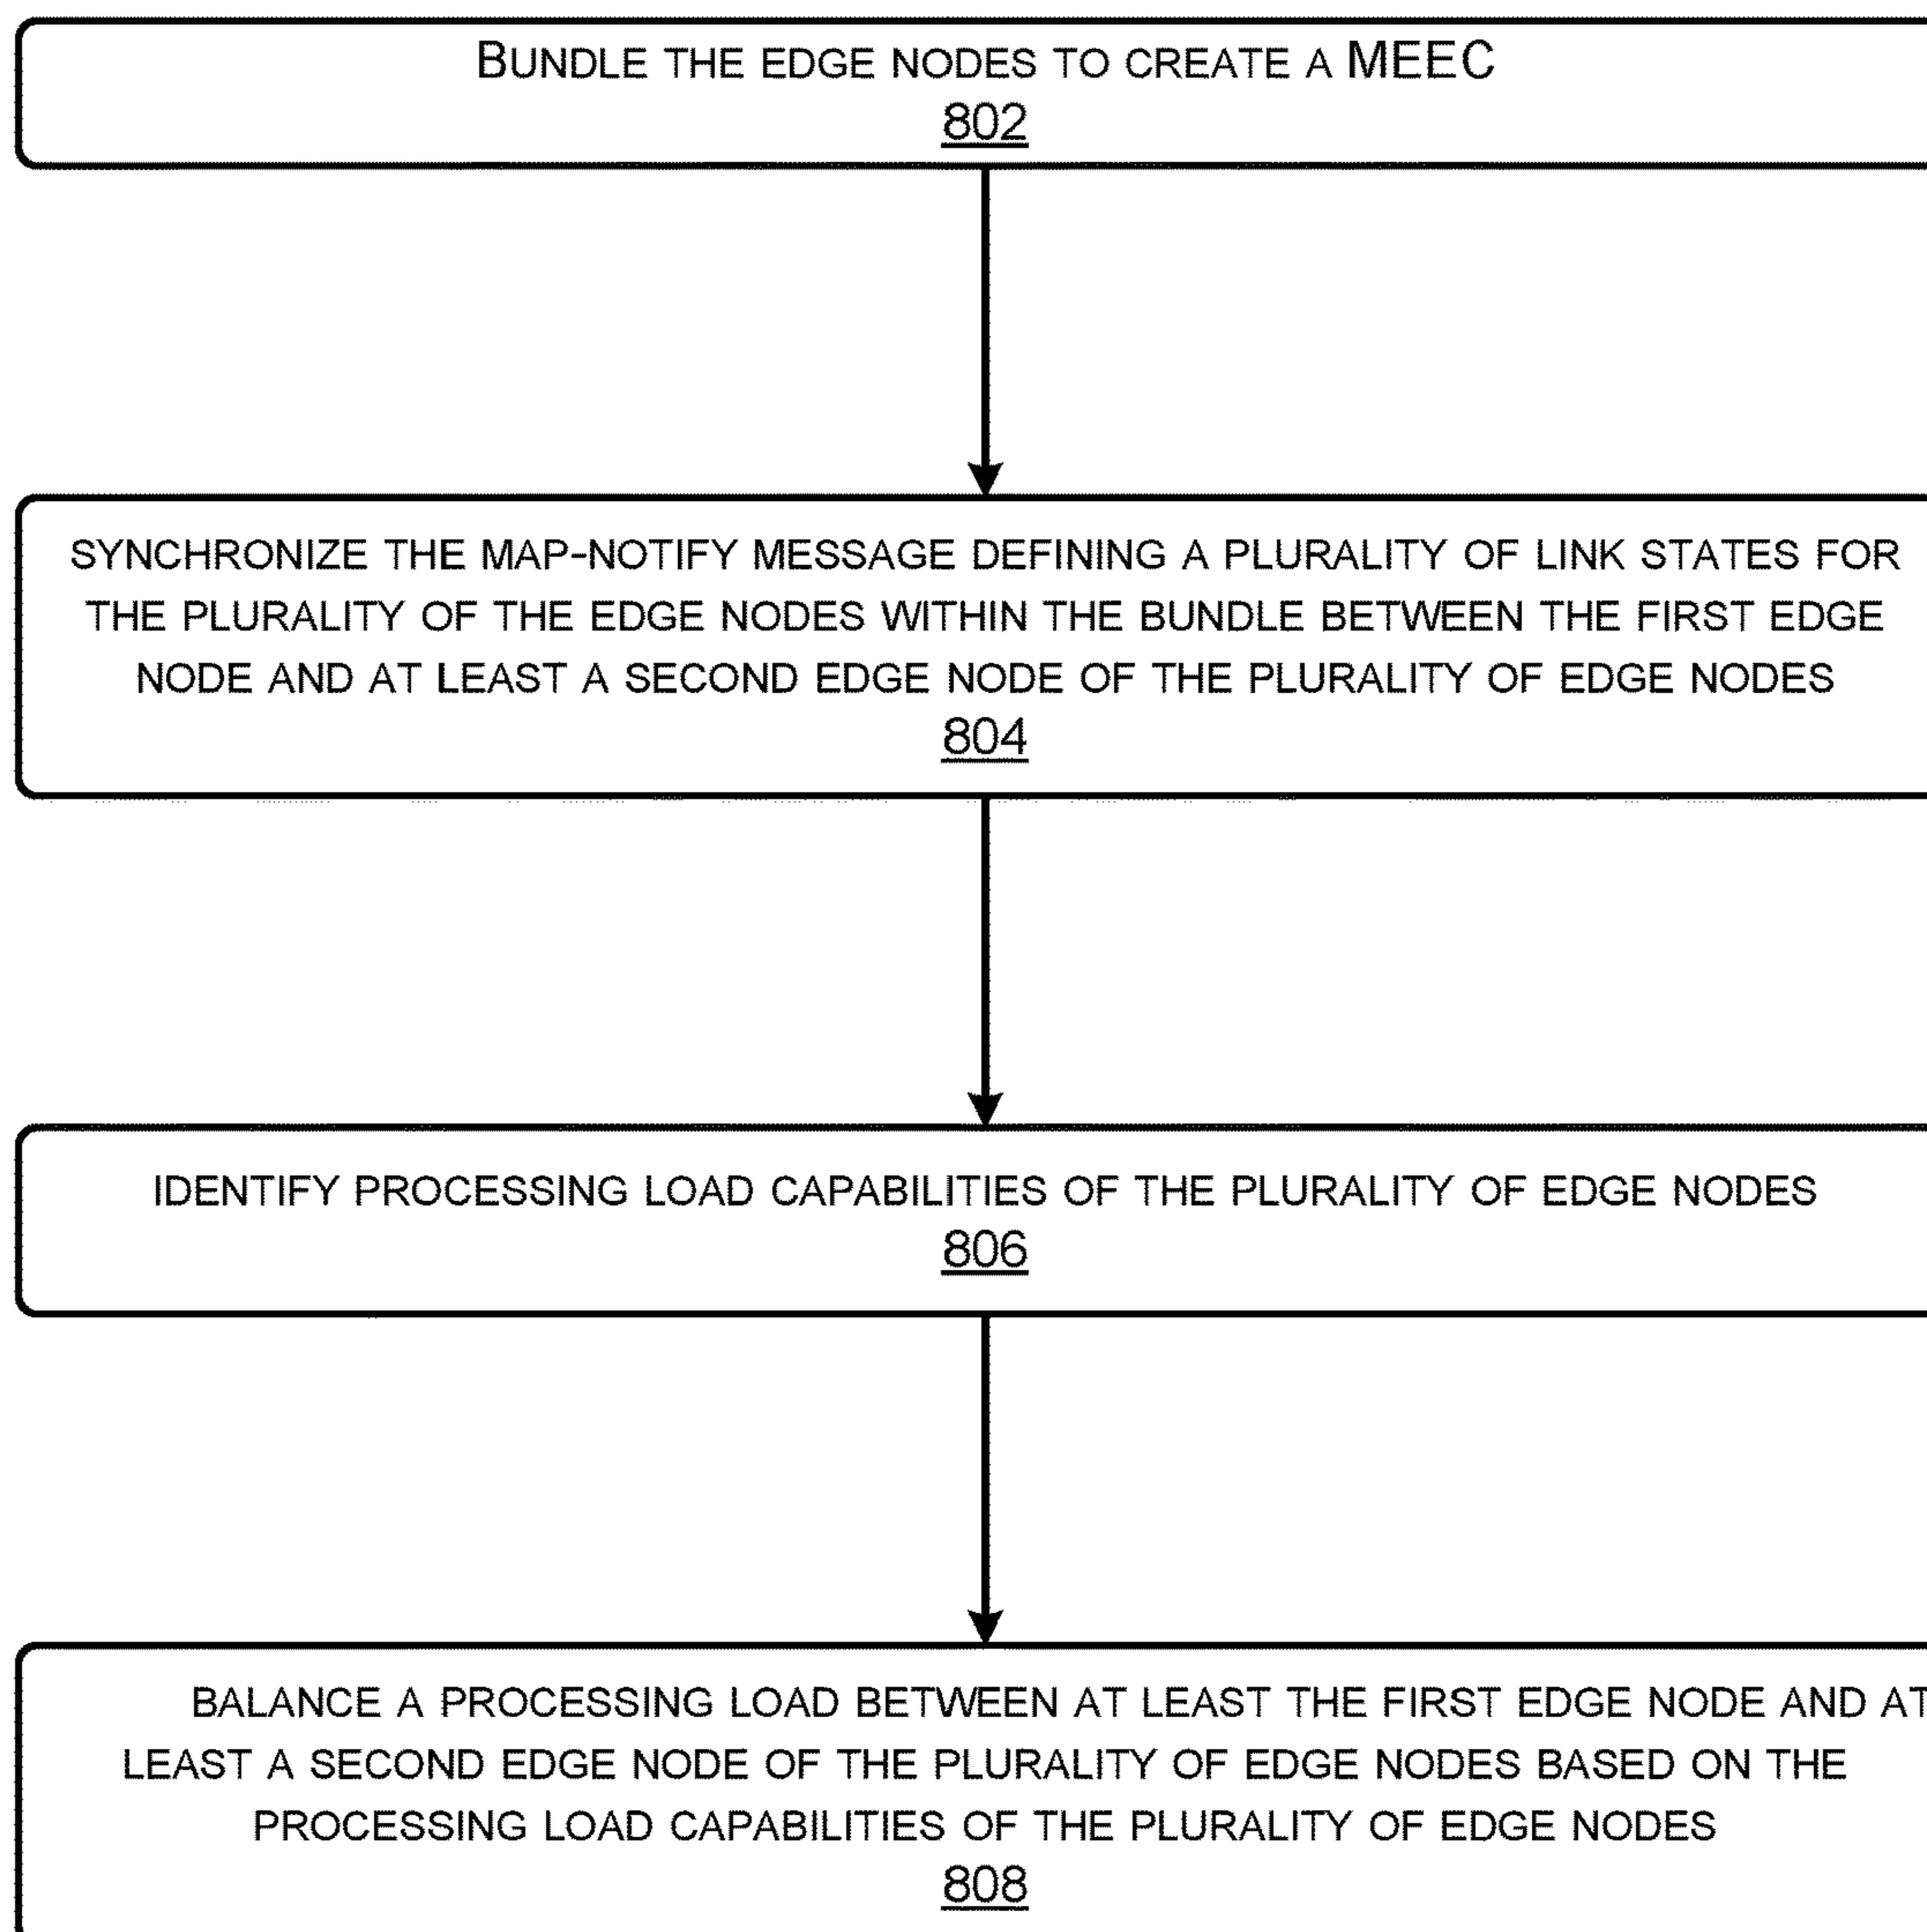 BUNDLE THE EDGE NODES TO CREATE A MEEC
802
SYNCHRONIZE THE MAP-NOTIFY MESSAGE DEFINING A PLURALITY OF LINK STATES FOR
THE PLURALITY OF THE EDGE NODES WITHIN THE BUNDLE BETWEEN THE FIRST EDGE
NODE AND AT LEAST A SECOND EDGE NODE OF THE PLURALITY OF EDGE NODES
804
IDENTIFY PROCESSING LOAD CAPABILITIES OF THE PLURALITY OF EDGE NODES
806
BALANCE A PROCESSING LOAD BETWEEN AT LEAST THE FIRST EDGE NODE AND AT
LEAST A SECOND EDGE NODE OF THE PLURALITY OF EDGE NODES BASED ON THE
PROCESSING LOAD CAPABILITIES OF THE PLURALITY OF EDGE NODES
808